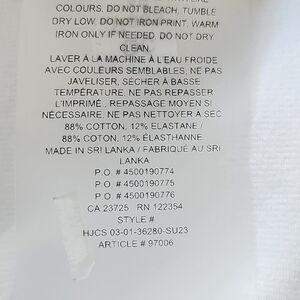 COLOURS. DO NOT BLEACH, TUMBLE
DRY LOW, DO NOT IRON PRINT. WARM
IRON ONLY IF NEEDED. DO NOT DRY
CLEAN.
LAVER À LA MACHINE À L'EAU FROIDE
AVEC COULEURS SEMBLABLES, NE PAS
JAVELISER, SÉCHER À BASSE
TEMPÉRATURE, NE PAS REPASSER
L'IMPRIMÉ , REPASSAGE MOYEN SI
NÉCESSAIRE. NE PAS NETTOYER À SEC
88% COTTON, 12% ELASTANE /
88% COTON, 12% ÉLASTHANNE.
MADE IN SRI LANKA / FABRIQUÉ AU SRI
LANKA
P.O. # 4500190774
P.O. # 4500190775
P.O. # 4500190776
CA 23725 RN 122354
STYLE #
HJCS 03-01-36280-SU23
ARTICLE # 97006